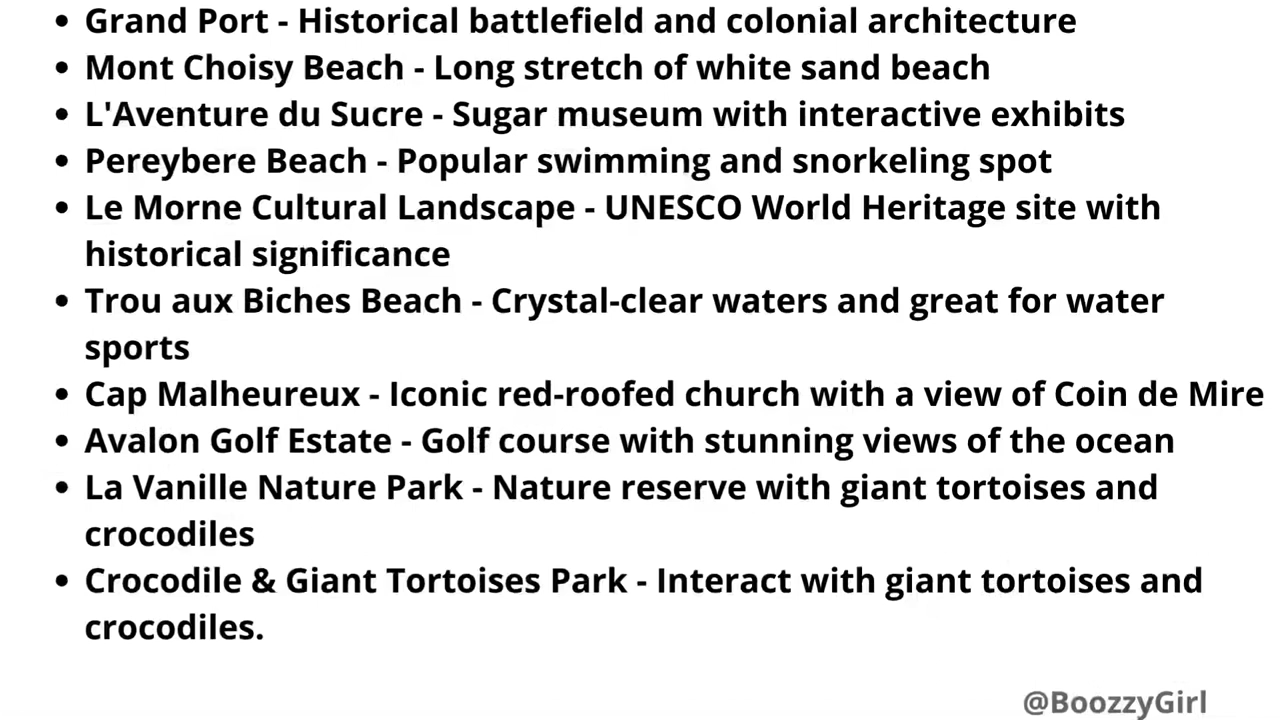 • Grand Port - Historical battlefield and colonial architecture
• Mont Choisy Beach - Long stretch of white sand beach
• L'Aventure du Sucre - Sugar museum with interactive exhibits
• Pereybere Beach - Popular swimming and snorkeling spot
• Le Morne Cultural Landscape - UNESCO World Heritage site with
historical significance
• Trou aux Biches Beach - Crystal-clear waters and great for water
sports
• Cap Malheureux - Iconic red-roofed church with a view of Coin de Mire
• Avalon Golf Estate - Golf course with stunning views of the ocean
• La Vanille Nature Park - Nature reserve with giant tortoises and
crocodiles
• Crocodile & Giant Tortoises Park - Interact with giant tortoises and
crocodiles.
@BoozzyGirl